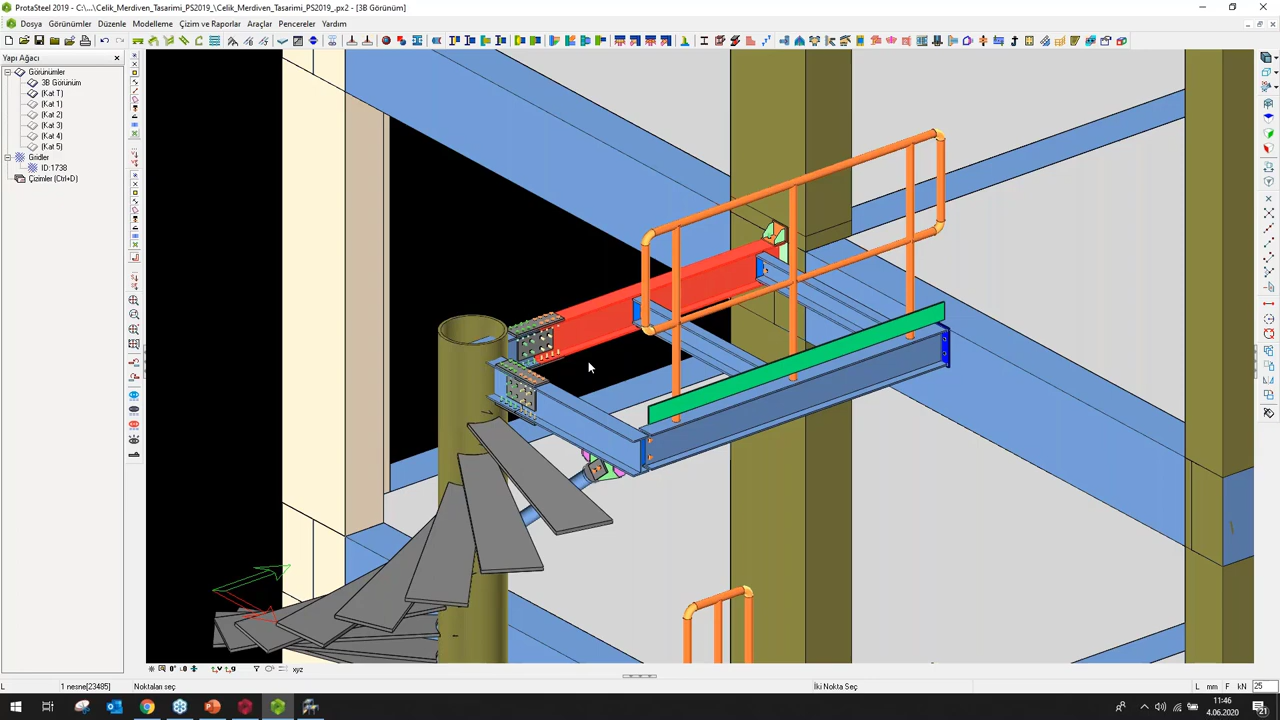 ProtaSteel 2019 - C:\...\Celik_Merdiven_Tasarimi_PS2019_\Celik_Merdiven_Tasarimi_PS2019_.px2 - [3B Görünüm]
Dosya Görünümler Düzenle Modelleme Çizim ve Raporlar Araçlar Pencereler Yardım
Yapı Ağacı
Görünümler
3B Görünüm
(Kat T)
(Kat 1)
(Kat 2)
(Kat 3)
(Kat 4)
(Kat 5)
Gridler
ID:1738
Çizimler (Ctrl+D)
xyz
L 1 nesne[23485] Noktaları seç İki Nokta Seç L mm F kN 25
11:46
4.06.2020
21